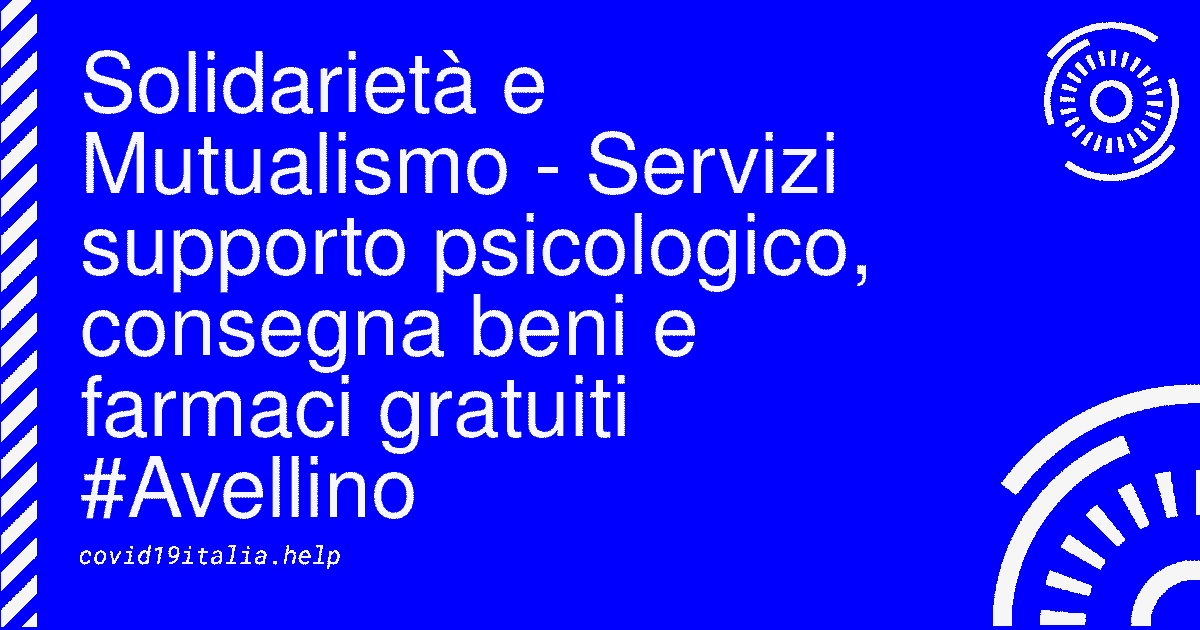 Solidarietà e
Mutualismo - Servizi
supporto psicologico,
consegna beni e
farmaci gratuiti
#Avellino
covid19italia.help